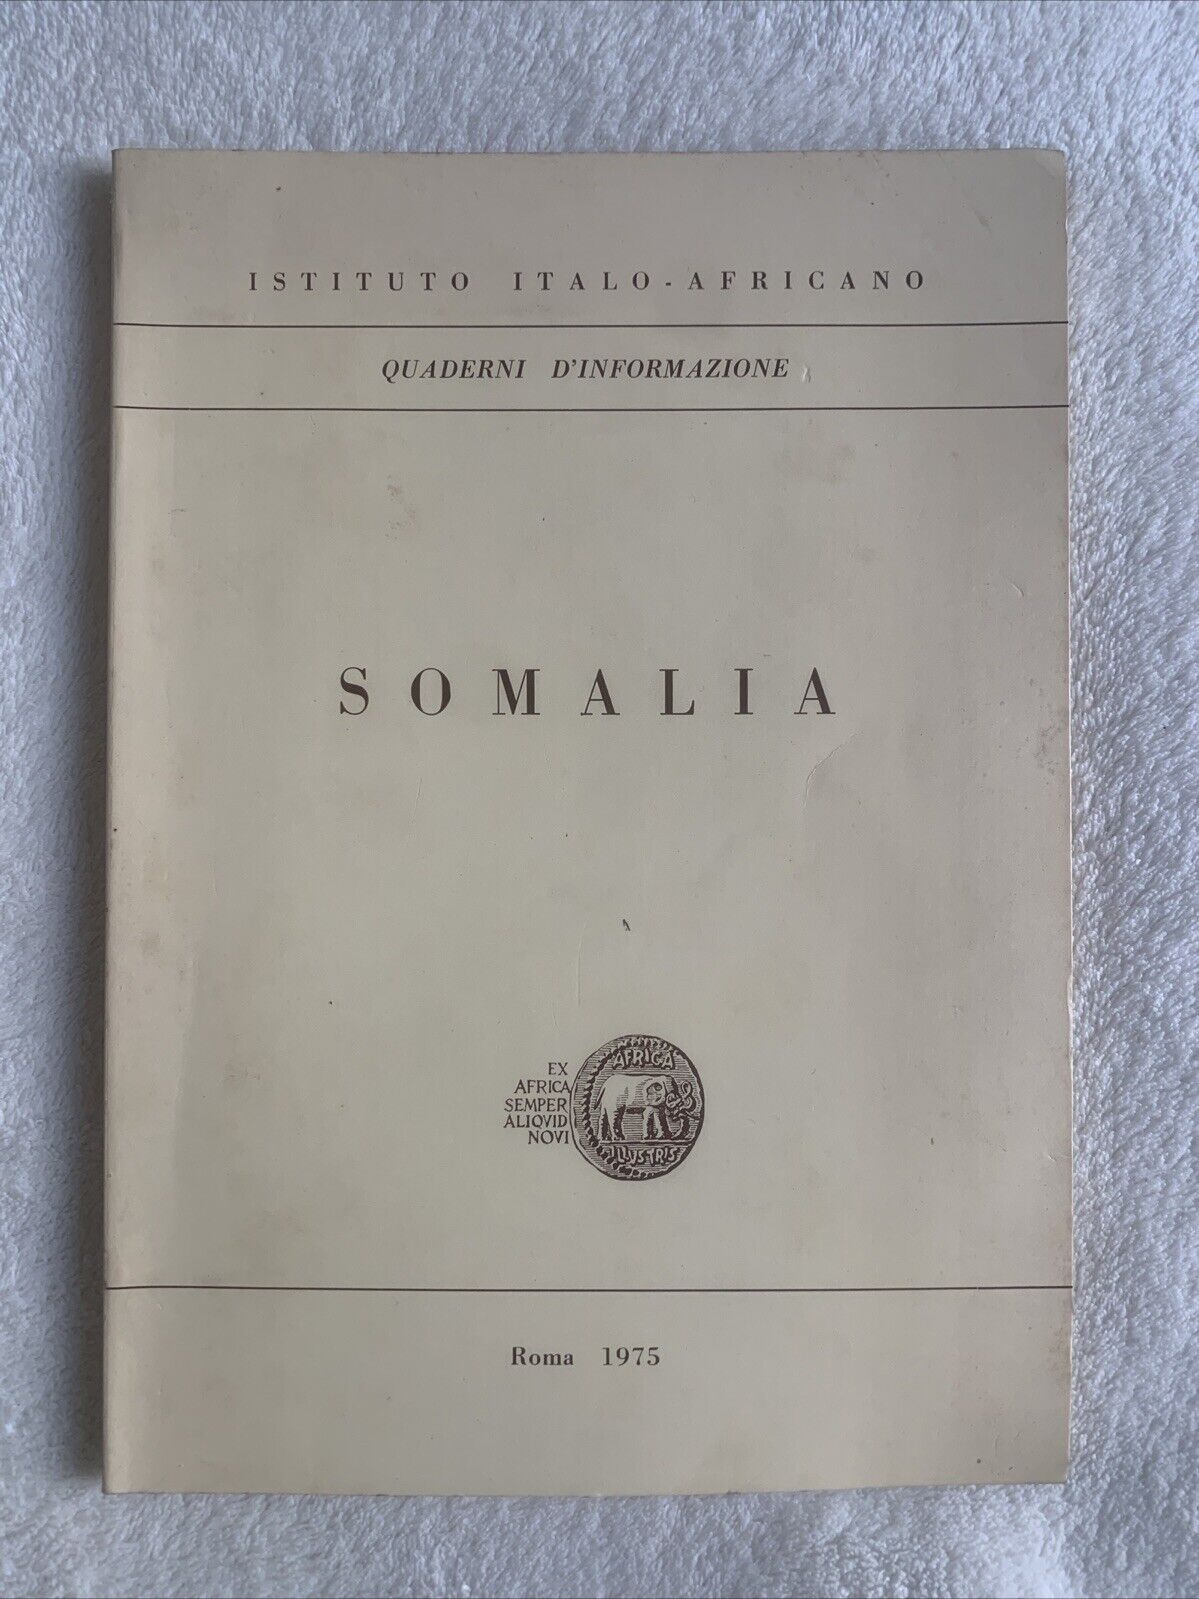 ISTITUTO ITALO-AFRICANO
QUADERNI D'INFORMAZIONE
SOMALIA
EX
AFRICA
SEMPER
ALIQVID
NOVI
AFRICA
ILLVSTRIS
Roma 1975